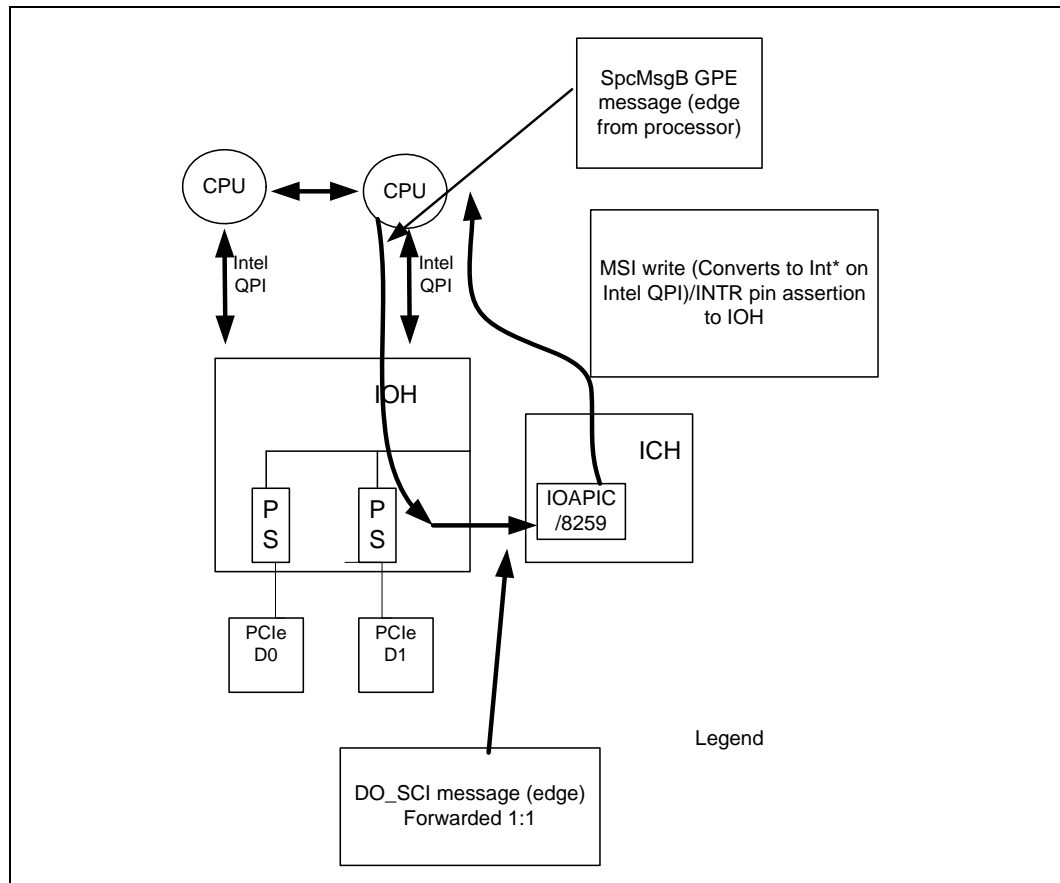 SpcMsgB GPE
message (edge
from processor)
CPU
CPU
Intel
QPI
Intel
QPI
MSI write (Converts to Int* on
Intel QPI)/INTR pin assertion
to IOH
IOH
ICH
P
S
P
S
IOAPIC
/8259
PCIe
D0
PCIe
D1
Legend
DO_SCI message (edge)
Forwarded 1:1